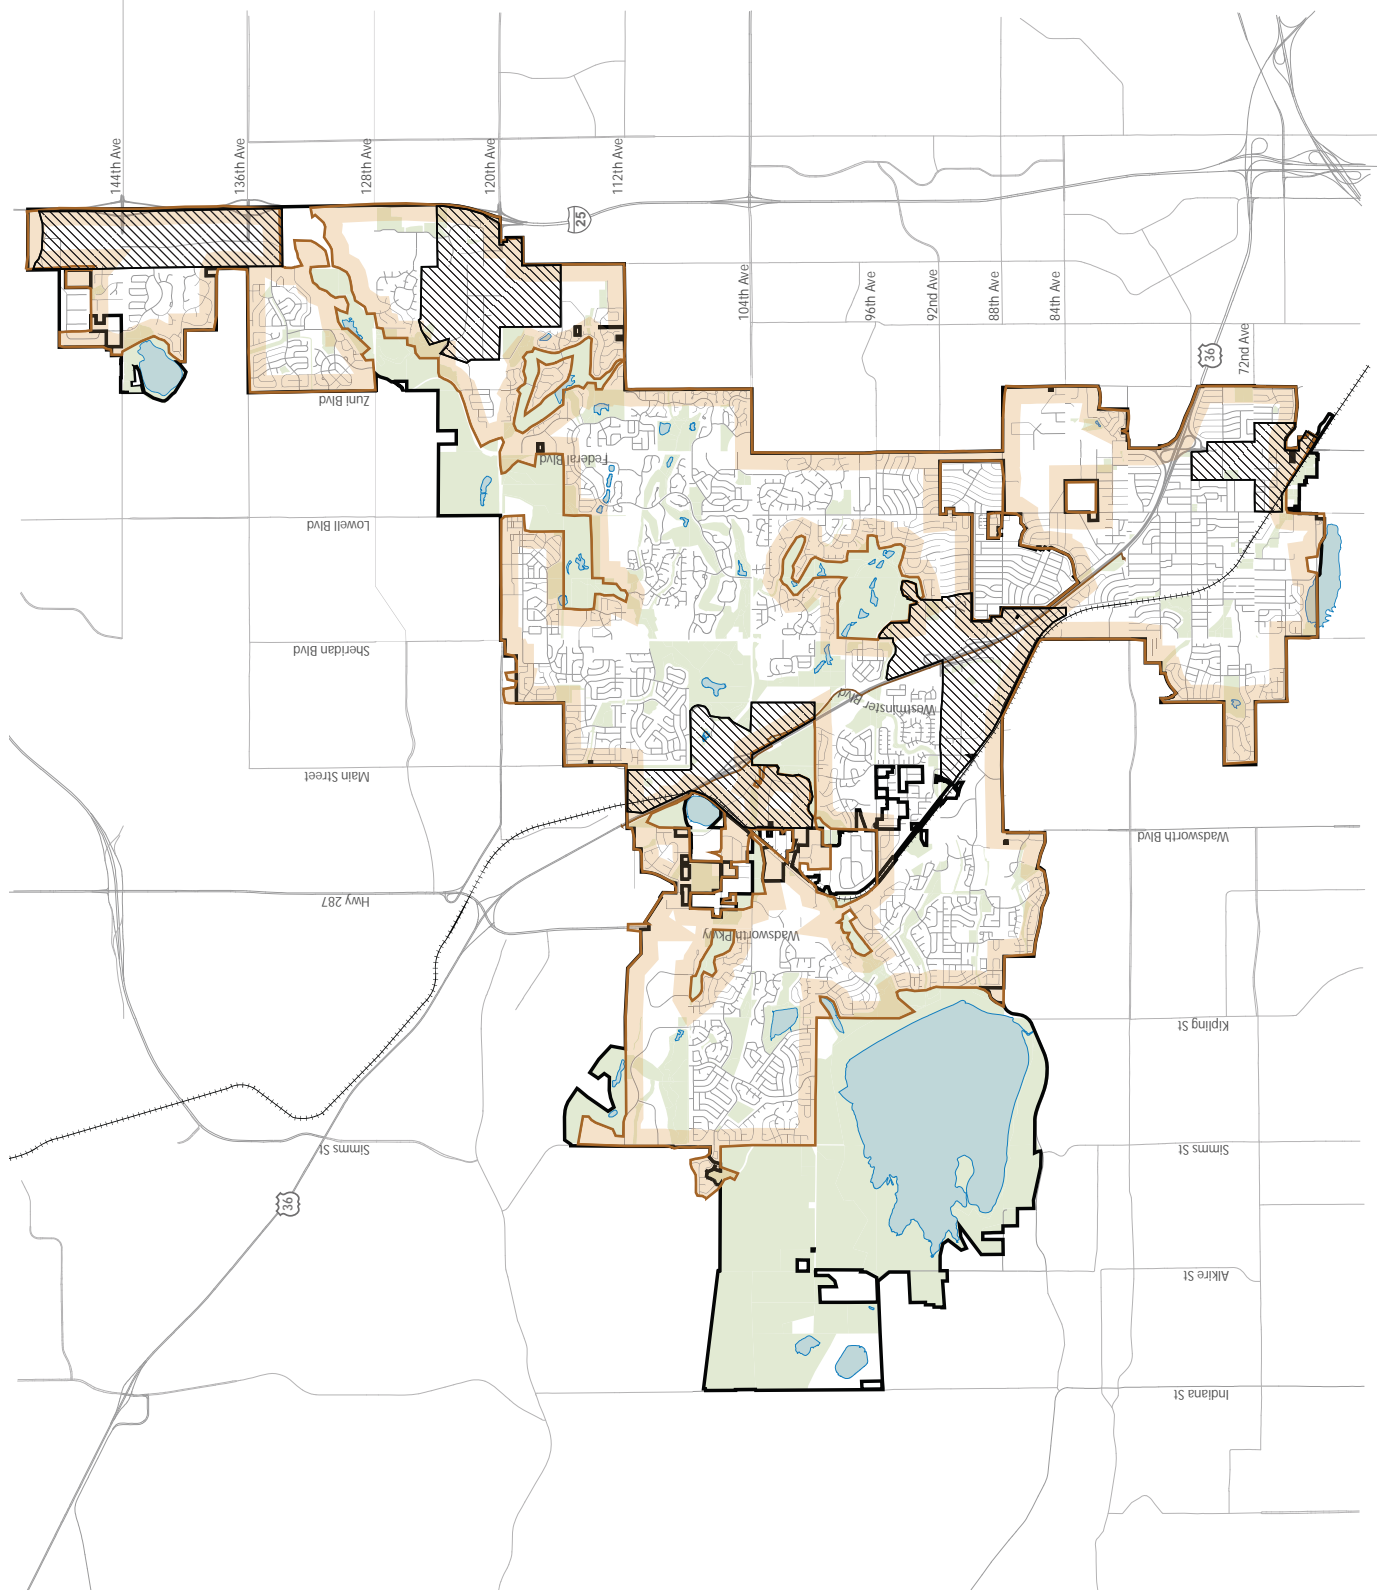 144th Ave
136th Ave
128th Ave
120th Ave
112th Ave
25
104th Ave
96th Ave
92nd Ave
88th Ave
84th Ave
36
72nd Ave
Zuni Blvd
Federal Blvd
Lowell Blvd
Sheridan Blvd
Westminster Blvd
Main Street
Wadsworth Blvd
Hwy 287
Wadsworth Pkwy
Kipling St
Simms St
Simms St
36
Alkire St
Indiana St